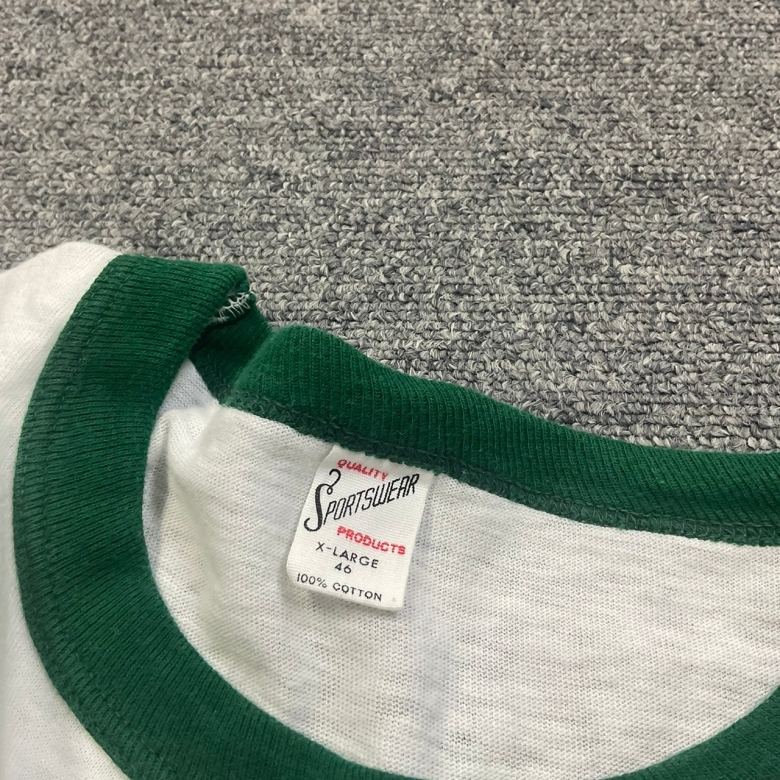 QUALITY
SPORTSWEAR
PRODUCTS
X-LARGE
46
100% COTTON